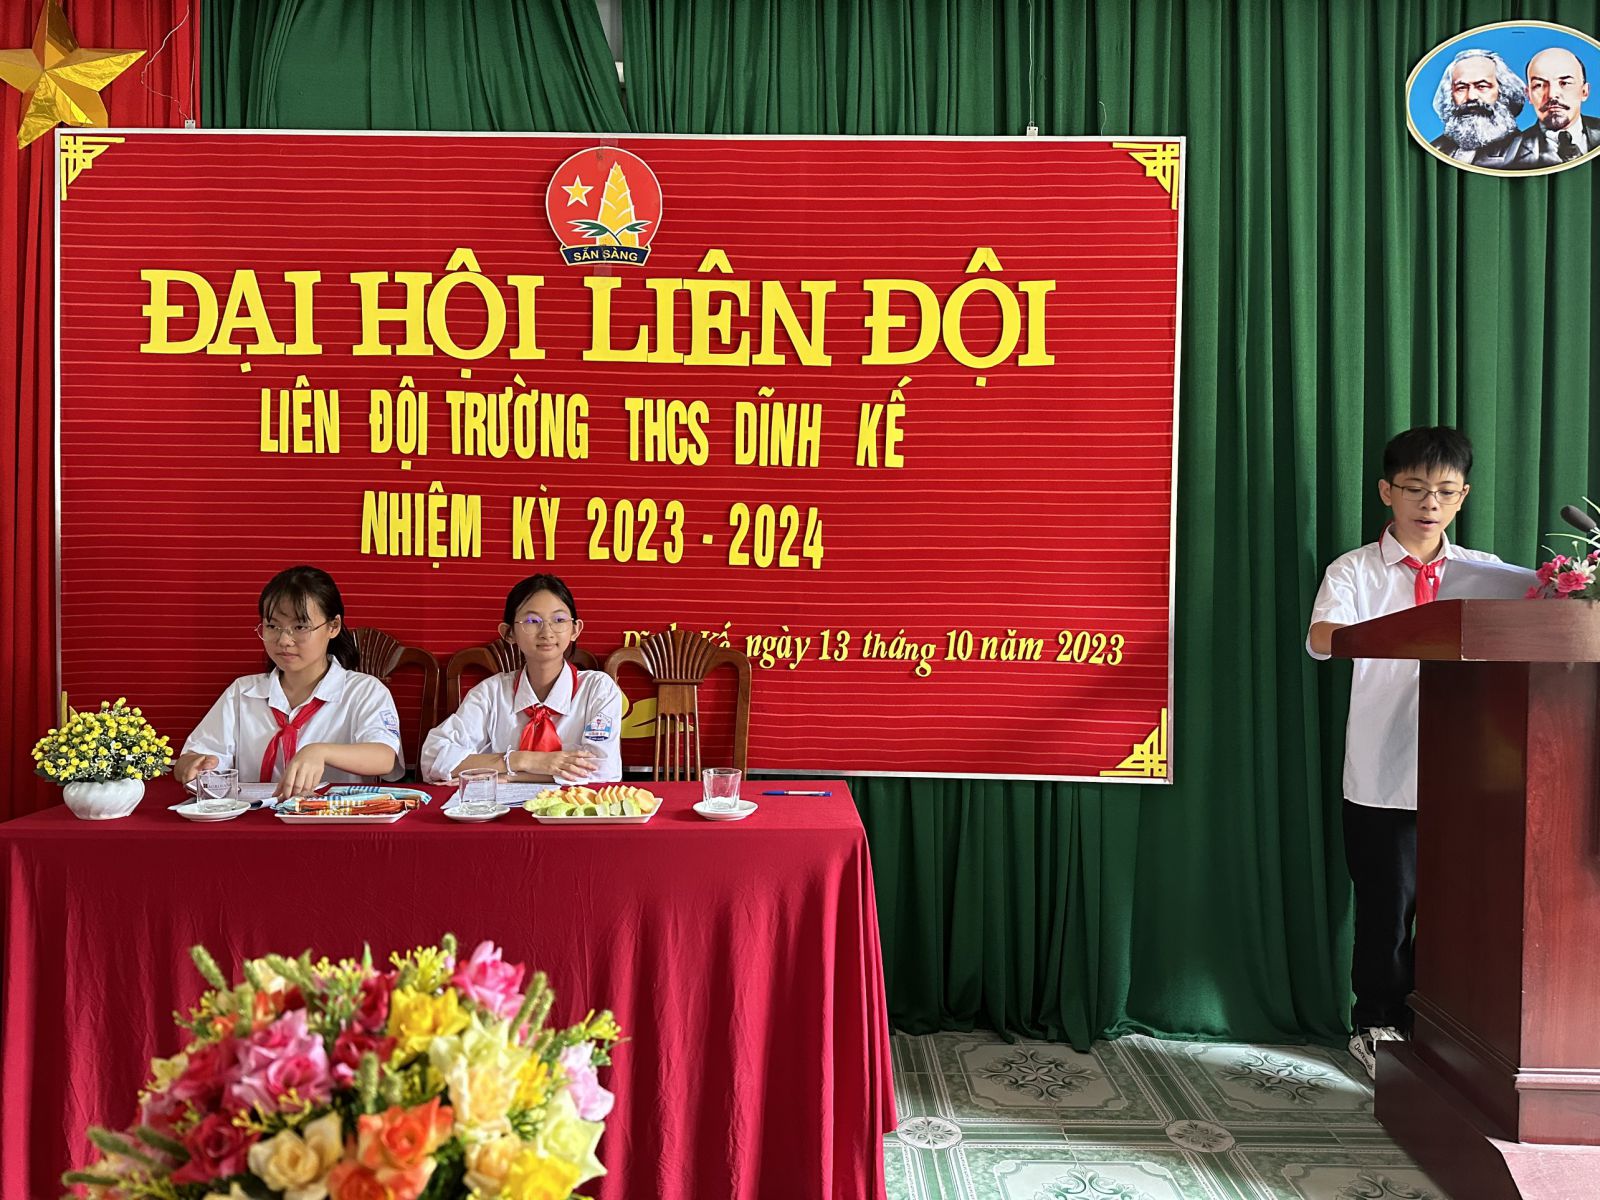 SẴN SÀNG
ĐẠI HỘI LIÊN ĐỘI
LIÊN ĐỘI TRƯỜNG THCS DĨNH KẾ
NHIỆM KỲ 2023 - 2024
Kế, ngày 13 tháng 10 năm 2023